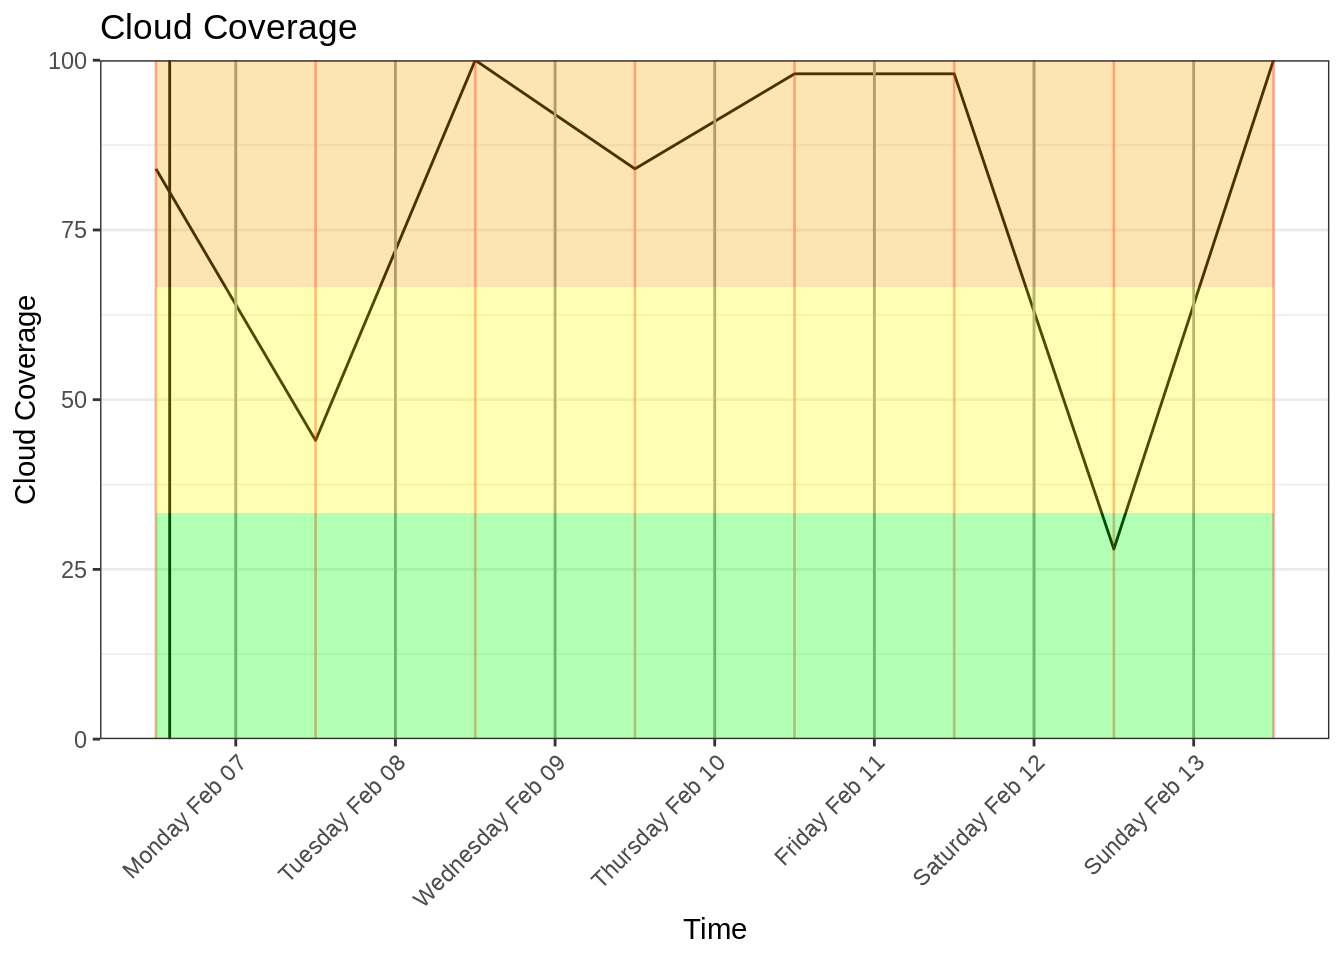 Cloud Coverage
100
75
50
25
0
Cloud Coverage
Monday Feb 07
Tuesday Feb 08
Wednesday Feb 09
Thursday Feb 10
Friday Feb 11
Saturday Feb 12
Sunday Feb 13
Time